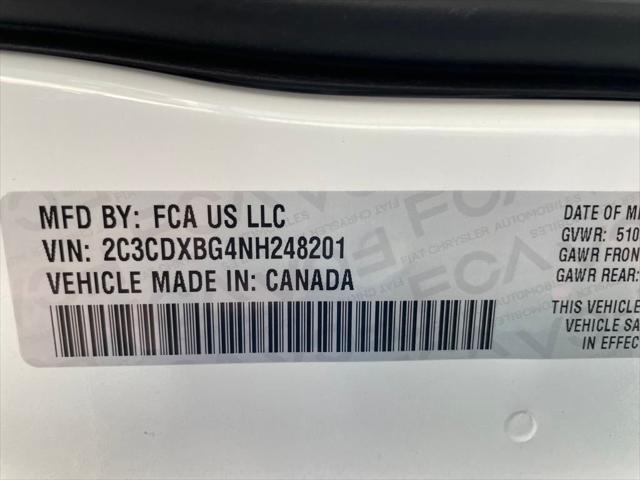 MFD BY: FCA US LLC
VIN: 2C3CDXBG4NH248201
VEHICLE MADE IN: CANADA
DATE OF M
GVWR: 510
GAWR FRON
GAWR REAR:
THIS VEHICLE
VEHICLE SA
IN EFFEC